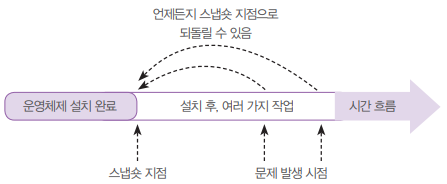 언제든지 스냅숏 지점으로
되돌릴 수 있음
운영체제 설치 완료
설치 후, 여러 가지 작업
시간 흐름
스냅숏 지점
문제 발생 시점